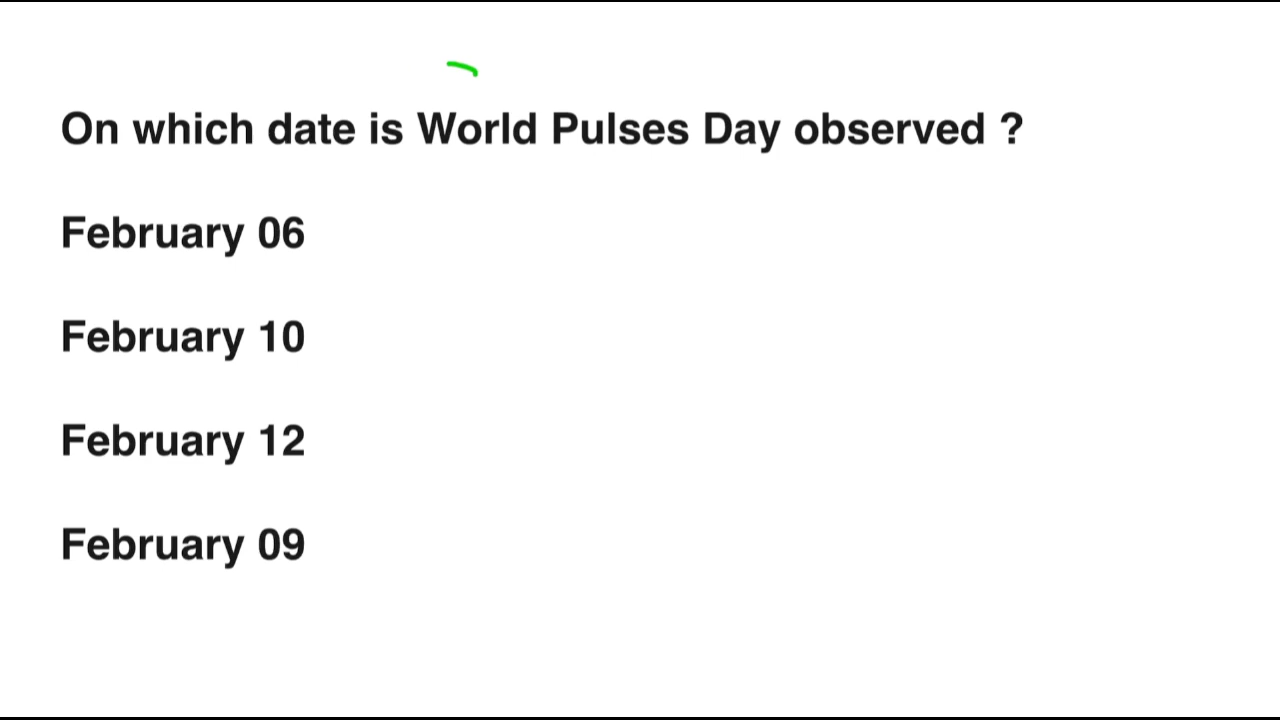 On which date is World Pulses Day observed ?
February 06
February 10
February 12
February 09